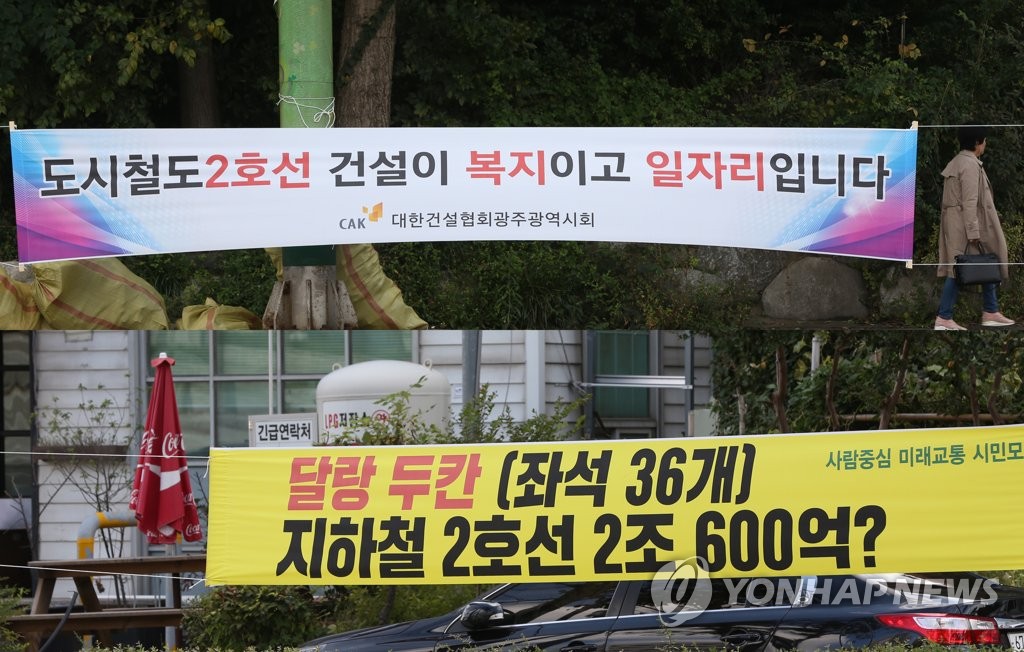 도시철도2호선 건설이 복지이고 일자리입니다
CAK 대한건설협회광주광역시회
LPG저장소
긴급연락처
달랑 두칸 (좌석 36개)
사람중심 미래교통 시민모
지하철 2호선 2조 600억?
YONHAPNEWS